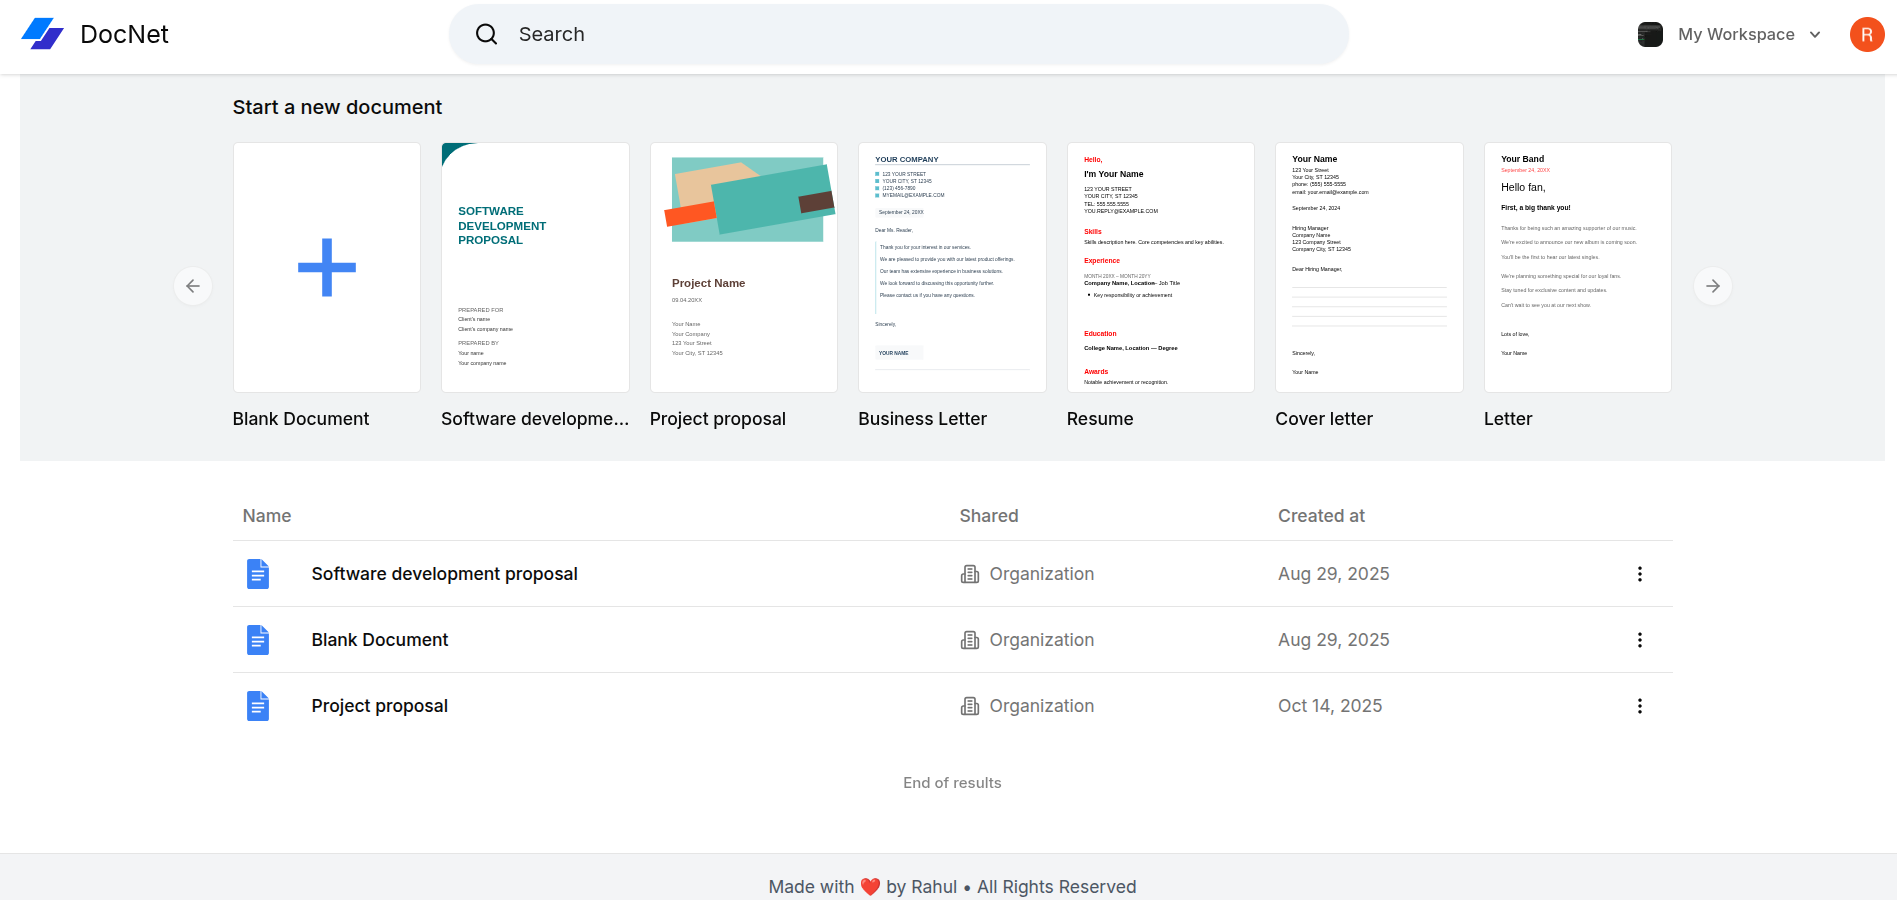 DocNet
Search
My Workspace
R
Start a new document
SOFTWARE
DEVELOPMENT
PROPOSAL
PREPARED FOR
Client's name
Client's company name
PREPARED BY
Your name
Your company name
Project Name
09.04.20XX
Your Name
Your Company
123 Your Street
Your City, ST 12345
YOUR COMPANY
123 YOUR STREET
YOUR CITY, ST 12345
(123) 456-7890
MYEMAIL@EXAMPLE.COM
September 24, 20XX
Dear Ms. Reader,
Thank you for your interest in our services.
We are pleased to provide you with our latest product offerings.
Our team has extensive experience in business solutions.
We look forward to discussing this opportunity further.
Please contact us if you have any questions.
Sincerely,
YOUR NAME
Hello,
I'm Your Name
123 YOUR STREET
YOUR CITY, ST 12345
TEL: 555.555.5555
YOU.REPLY@EXAMPLE.COM
Skills
Skills description here. Core competencies and key abilities.
Experience
MONTH 20XX – MONTH 20YY
Company Name, Location– Job Title
• Key responsibility or achievement
Education
College Name, Location — Degree
Awards
Notable achievement or recognition.
Your Name
123 Your Street
Your City, ST 12345
phone: (555) 555-5555
email: your.email@example.com
September 24, 2024
Hiring Manager
Company Name
123 Company Street
Company City, ST 12345
Dear Hiring Manager,
Sincerely,
Your Name
Your Band
September 24, 20XX
Hello fan,
First, a big thank you!
Thanks for being such an amazing supporter of our music.
We're excited to announce our new album is coming soon.
You'll be the first to hear our latest singles.
We're planning something special for our loyal fans.
Stay tuned for exclusive content and updates.
Can't wait to see you at our next show.
Lots of love,
Your Name
Blank Document
Software developme...
Project proposal
Business Letter
Resume
Cover letter
Letter
Name Shared Created at
Software development proposal Organization Aug 29, 2025
Blank Document Organization Aug 29, 2025
Project proposal Organization Oct 14, 2025
End of results
Made with ❤️ by Rahul • All Rights Reserved